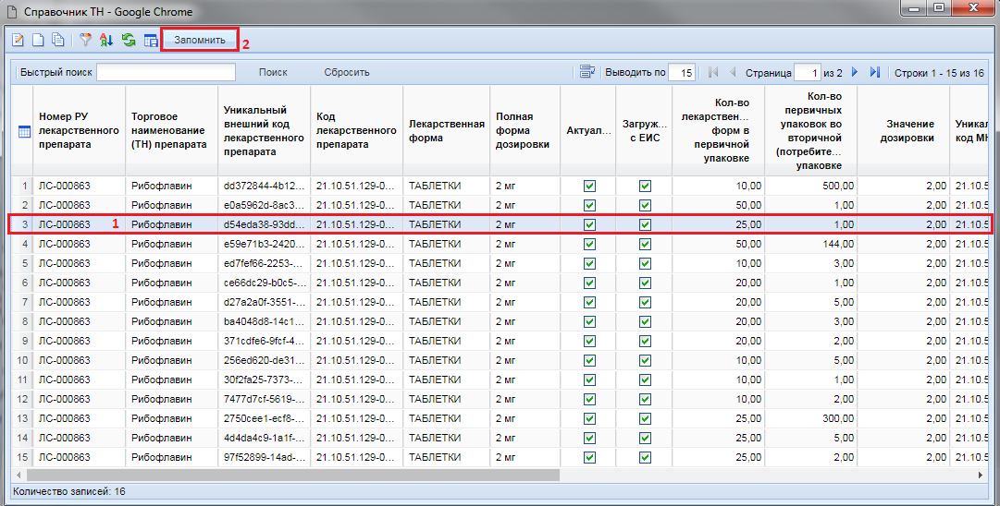 Справочник ТН - Google Chrome
Запомнить 2
Быстрый поиск Поиск Сбросить Выводить по 15 Страница 1 из 2 Строки 1 - 15 из 16
Номер РУ лекарственного препарата
Торговое наименование (ТН) препарата
Уникальный внешний код лекарственного препарата
Код лекарственного препарата
Лекарственная форма
Полная форма дозировки
Актуал...
Загруж... с ЕИС
Кол-во лекарствен... форм в первичной упаковке
Кол-во первичных упаковок во вторичной (потребите... упаковке
Значение дозировки
Уникал код МН
1 ЛС-000863 Рибофлавин dd372844-4b12... 21.10.51.129-0... ТАБЛЕТКИ 2 мг 10,00 500,00 2,00 21.10.5
2 ЛС-000863 Рибофлавин e0a5962d-8ac3... 21.10.51.129-0... ТАБЛЕТКИ 2 мг 50,00 1,00 2,00 21.10.5
3 ЛС-000863 1 Рибофлавин d54eda38-93dd... 21.10.51.129-0... ТАБЛЕТКИ 2 мг 25,00 1,00 2,00 21.10.5
4 ЛС-000863 Рибофлавин e59e71b3-2420... 21.10.51.129-0... ТАБЛЕТКИ 2 мг 50,00 144,00 2,00 21.10.5
5 ЛС-000863 Рибофлавин ed7fef66-2253-... 21.10.51.129-0... ТАБЛЕТКИ 2 мг 10,00 3,00 2,00 21.10.5
6 ЛС-000863 Рибофлавин ce66dc29-b0c5-... 21.10.51.129-0... ТАБЛЕТКИ 2 мг 20,00 1,00 2,00 21.10.5
7 ЛС-000863 Рибофлавин d27a2a0f-3551-... 21.10.51.129-0... ТАБЛЕТКИ 2 мг 20,00 5,00 2,00 21.10.5
8 ЛС-000863 Рибофлавин ba4048d8-14c1... 21.10.51.129-0... ТАБЛЕТКИ 2 мг 20,00 3,00 2,00 21.10.5
9 ЛС-000863 Рибофлавин 371cdfe6-9fcf-4... 21.10.51.129-0... ТАБЛЕТКИ 2 мг 20,00 2,00 2,00 21.10.5
10 ЛС-000863 Рибофлавин 256ed620-de31... 21.10.51.129-0... ТАБЛЕТКИ 2 мг 10,00 5,00 2,00 21.10.5
11 ЛС-000863 Рибофлавин 30f2fa25-7373-... 21.10.51.129-0... ТАБЛЕТКИ 2 мг 10,00 1,00 2,00 21.10.5
12 ЛС-000863 Рибофлавин 7477d7cf-5619-... 21.10.51.129-0... ТАБЛЕТКИ 2 мг 10,00 2,00 2,00 21.10.5
13 ЛС-000863 Рибофлавин 2750cee1-ecf8-... 21.10.51.129-0... ТАБЛЕТКИ 2 мг 25,00 300,00 2,00 21.10.5
14 ЛС-000863 Рибофлавин 4d4da4c9-1a1f-... 21.10.51.129-0... ТАБЛЕТКИ 2 мг 25,00 5,00 2,00 21.10.5
15 ЛС-000863 Рибофлавин 97f52899-14ad-... 21.10.51.129-0... ТАБЛЕТКИ 2 мг 25,00 2,00 2,00 21.10.5
Количество записей: 16